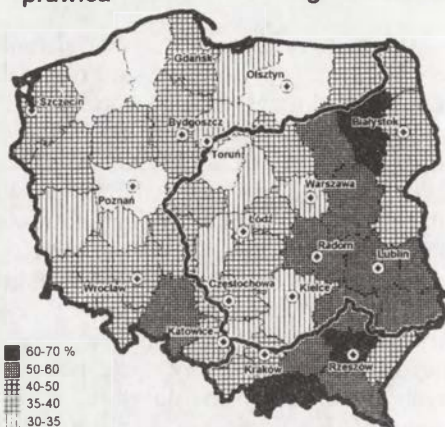 prawica
Gdańsk
Olsztyn
Szczecin
Bydgoszcz
Białystok
Toruń
Poznań
Warszawa
Łódź
Radom
Lublin
Wrocław
Częstochowa
Kielce
Katowice
Kraków
Rzeszów
60-70 %
50-60
40-50
35-40
30-35